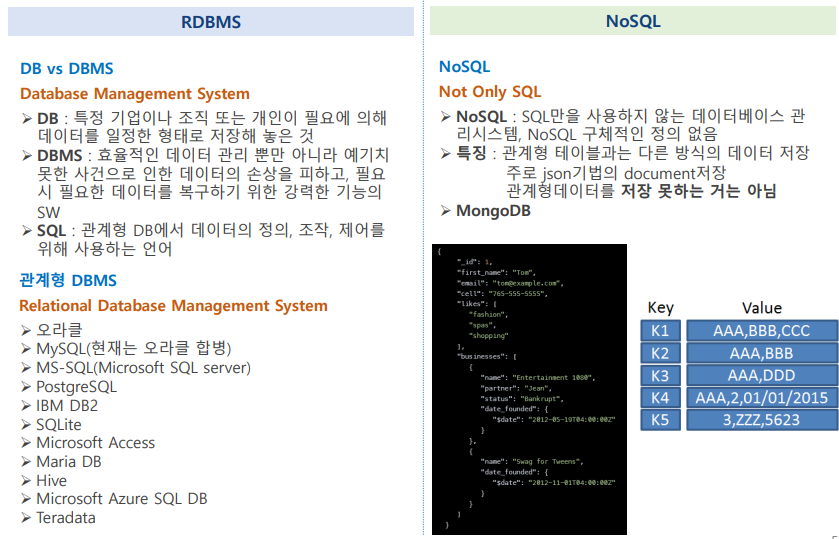 RDBMS
DB vs DBMS
Database Management System
➢ DB : 특정 기업이나 조직 또는 개인이 필요에 의해
데이터를 일정한 형태로 저장해 놓은 것
➢ DBMS : 효율적인 데이터 관리 뿐만 아니라 예기치
못한 사건으로 인한 데이터의 손상을 피하고, 필요
시 필요한 데이터를 복구하기 위한 강력한 기능의
SW
➢ SQL : 관계형 DB에서 데이터의 정의, 조작, 제어를
위해 사용하는 언어
관계형 DBMS
Relational Database Management System
➢ 오라클
➢ MySQL(현재는 오라클 합병)
➢ MS-SQL(Microsoft SQL server)
➢ PostgreSQL
➢ IBM DB2
➢ SQLite
➢ Microsoft Access
➢ Maria DB
➢ Hive
➢ Microsoft Azure SQL DB
➢ Teradata
NoSQL
NoSQL
Not Only SQL
➢ NoSQL : SQL만을 사용하지 않는 데이터베이스 관
리시스템, NoSQL 구체적인 정의 없음
➢ 특징 : 관계형 테이블과는 다른 방식의 데이터 저장
주로 json기법의 document저장
관계형데이터를 저장 못하는 거는 아님
➢ MongoDB
{
"_id": 1,
"first_name": "Tom",
"email": "tom@example.com",
"cell": "765-555-5555",
"likes": [
"fashion",
"spas",
"shopping"
],
"businesses": [
{
"name": "Entertainment 1080",
"partner": "Jean",
"status": "Bankrupt",
"date_founded": {
"$date": "2012-05-19T04:00:00Z"
}
},
{
"name": "Swag for Tweens",
"date_founded": {
"$date": "2012-11-01T04:00:00Z"
}
}
]
}
Key Value
K1 AAA,BBB,CCC
K2 AAA,BBB
K3 AAA,DDD
K4 AAA,2,01/01/2015
K5 3,ZZZ,5623